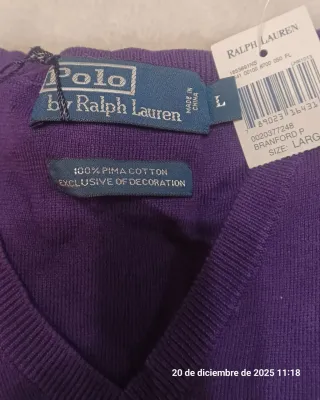 Polo
by Ralph Lauren
MADE IN
CHINA
L
100% PIMA COTTON
EXCLUSIVE OF DECORATION
RALPH LAUREN
0020377248
BRANFORD P
SIZE: LARG
20 de diciembre de 2025 11:18